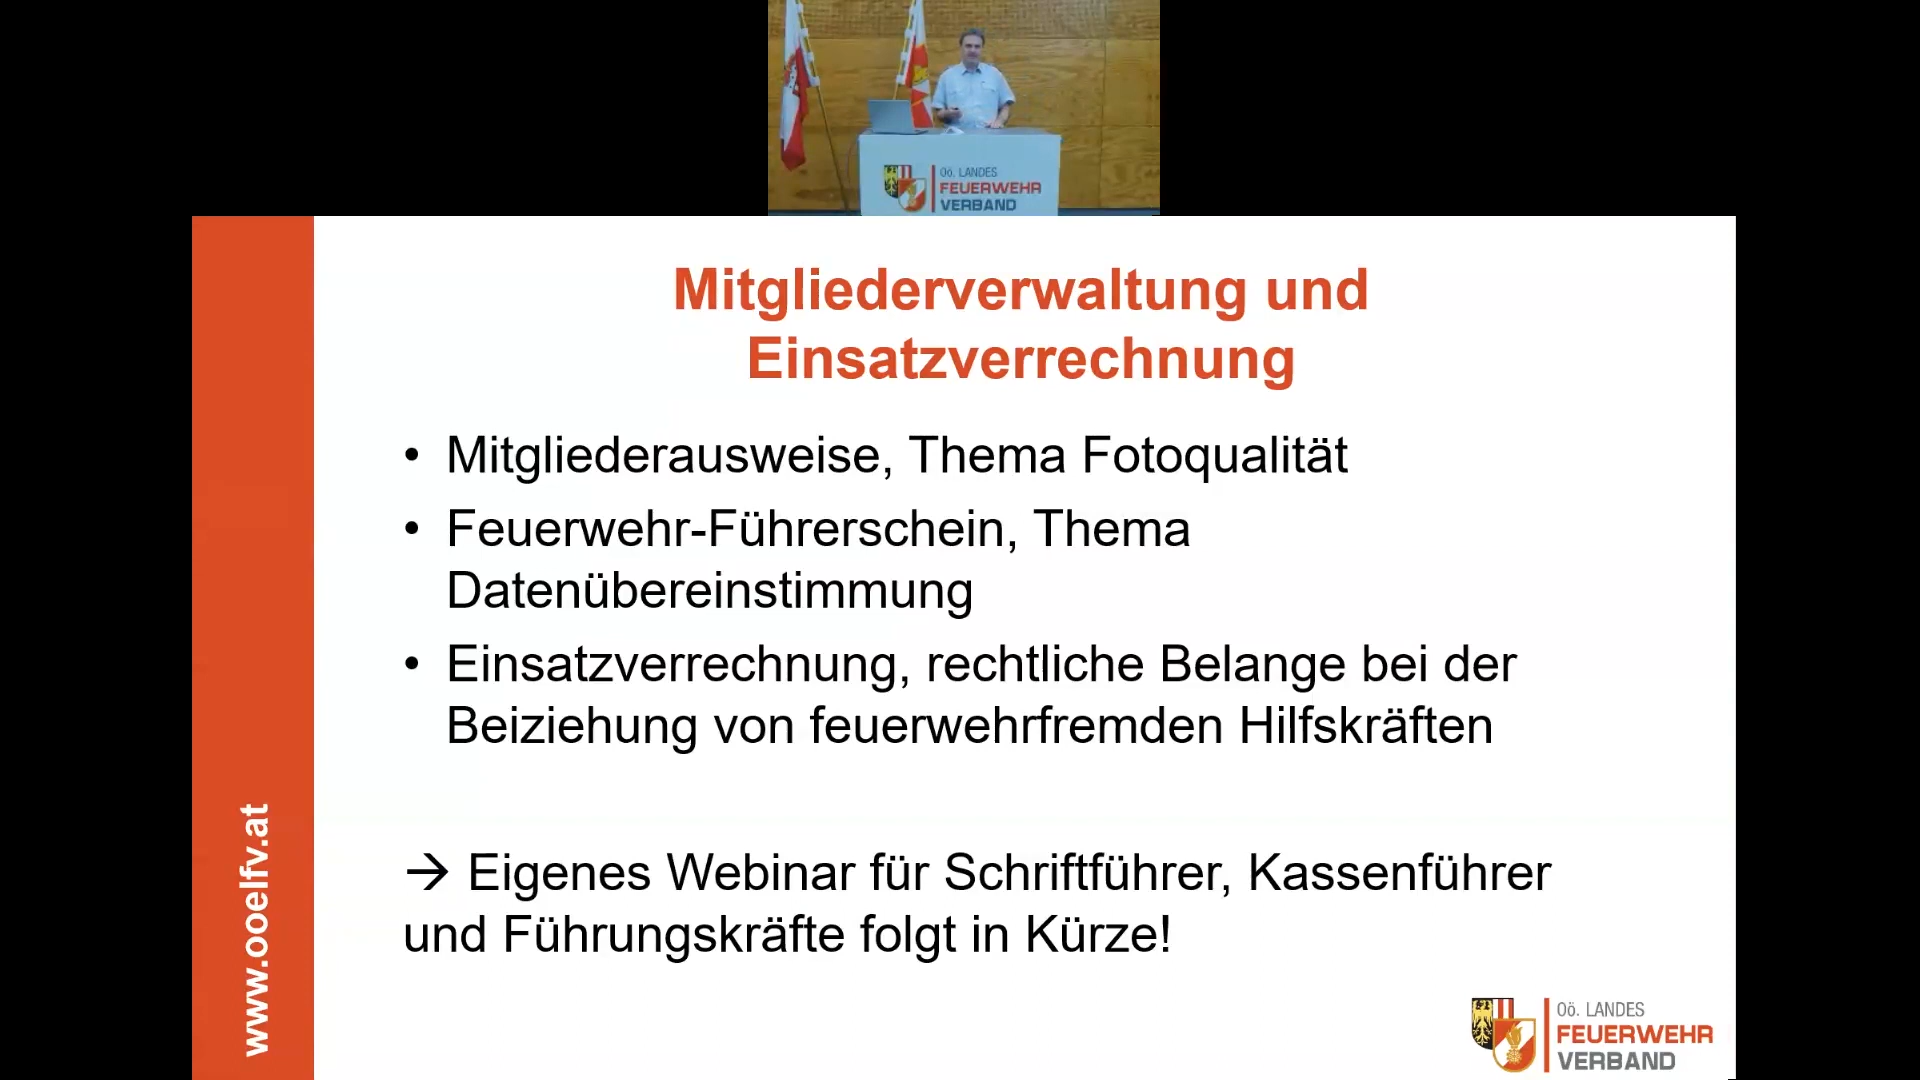 OÖ. LANDES
FEUERWEHR
VERBAND
Mitgliederverwaltung und
Einsatzverrechnung
• Mitgliederausweise, Thema Fotoqualität
• Feuerwehr-Führerschein, Thema
Datenübereinstimmung
• Einsatzverrechnung, rechtliche Belange bei der
Beiziehung von feuerwehrfremden Hilfskräften
→ Eigenes Webinar für Schriftführer, Kassenführer
und Führungskräfte folgt in Kürze!
www.ooelfv.at
OÖ. LANDES
FEUERWEHR
VERBAND